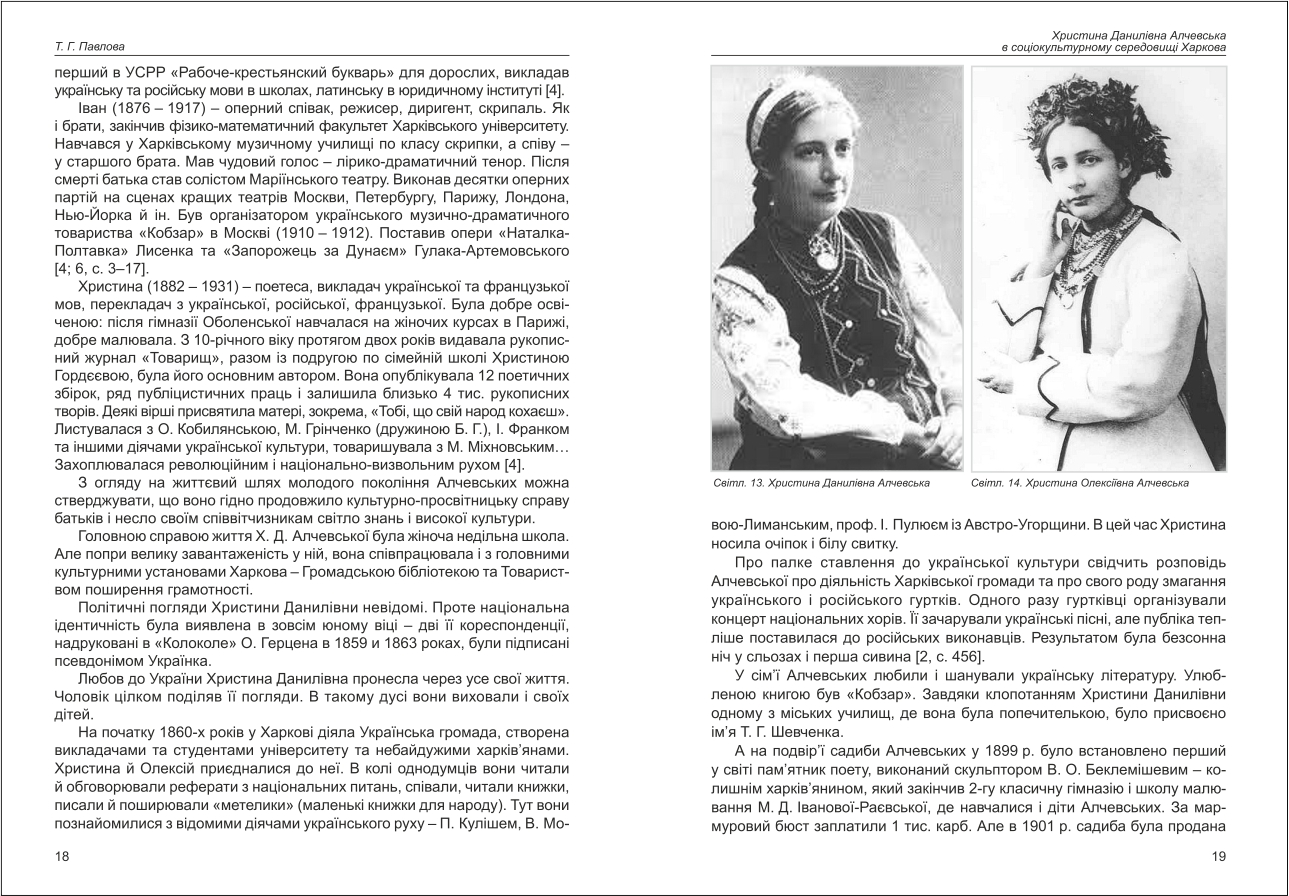 Т. Г. Павлова
перший в УСРР «Рабоче-крестьянский букварь» для дорослих, викладав
українську та російську мови в школах, латинську в юридичному інституті [4].
Іван (1876 – 1917) – оперний співак, режисер, диригент, скрипаль. Як
і брати, закінчив фізико-математичний факультет Харківського університету.
Навчався у Харківському музичному училищі по класу скрипки, а співу –
у старшого брата. Мав чудовий голос – лірико-драматичний тенор. Після
смерті батька став солістом Маріїнського театру. Виконав десятки оперних
партій на сценах кращих театрів Москви, Петербургу, Парижу, Лондона,
Нью-Йорка й ін. Був організатором українського музично-драматичного
товариства «Кобзар» в Москві (1910 – 1912). Поставив опери «Наталка-
Полтавка» Лисенка та «Запорожець за Дунаєм» Гулака-Артемовського
[4; 6, с. 3–17].
Христина (1882 – 1931) – поетеса, викладач української та французької
мов, перекладач з української, російської, французької. Була добре осві-
ченою: після гімназії Оболенської навчалася на жіночих курсах в Парижі,
добре малювала. З 10-річного віку протягом двох років видавала рукопис-
ний журнал «Товарищ», разом із подругою по сімейній школі Христиною
Гордєєвою, була його основним автором. Вона опублікувала 12 поетичних
збірок, ряд публіцистичних праць і залишила близько 4 тис. рукописних
творів. Деякі вірші присвятила матері, зокрема, «Тобі, що свій народ кохаєш».
Листувалася з О. Кобилянською, М. Грінченко (дружиною Б. Г.), І. Франком
та іншими діячами української культури, товаришувала з М. Міхновським…
Захоплювалася революційним і національно-визвольним рухом [4].
З огляду на життєвий шлях молодого покоління Алчевських можна
стверджувати, що воно гідно продовжило культурно-просвітницьку справу
батьків і несло своїм співвітчизникам світло знань і високої культури.
Головною справою життя Х. Д. Алчевської була жіноча недільна школа.
Але попри велику завантаженість у ній, вона співпрацювала і з головними
культурними установами Харкова – Громадською бібліотекою та Товарист-
вом поширення грамотності.
Політичні погляди Христини Данилівни невідомі. Проте національна
ідентичність була виявлена в зовсім юному віці – дві її кореспонденції,
надруковані в «Колоколе» О. Герцена в 1859 и 1863 роках, були підписані
псевдонімом Українка.
Любов до України Христина Данилівна пронесла через усе свої життя.
Чоловік цілком поділяв її погляди. В такому дусі вони виховали і своїх
дітей.
На початку 1860-х років у Харкові діяла Українська громада, створена
викладачами та студентами університету та небайдужими харків’янами.
Христина й Олексій приєдналися до неї. В колі однодумців вони читали
й обговорювали реферати з національних питань, співали, читали книжки,
писали й поширювали «метелики» (маленькі книжки для народу). Тут вони
познайомилися з відомими діячами українського руху – П. Кулішем, В. Мо-
18
Христина Данилівна Алчевська
в соціокультурному середовищі Харкова
Світл. 13. Христина Данилівна Алчевська
Світл. 14. Христина Олексіївна Алчевська
вою-Лиманським, проф. І. Пулюєм із Австро-Угорщини. В цей час Христина
носила очіпок і білу свитку.
Про палке ставлення до української культури свідчить розповідь
Алчевської про діяльність Харківської громади та про свого роду змагання
українського і російського гуртків. Одного разу гуртківці організували
концерт національних хорів. Її зачарували українські пісні, але публіка теп-
ліше поставилася до російських виконавців. Результатом була безсонна
ніч у сльозах і перша сивина [2, с. 456].
У сім’ї Алчевських любили і шанували українську літературу. Улюб-
леною книгою був «Кобзар». Завдяки клопотанням Христини Данилівни
одному з міських училищ, де вона була попечителькою, було присвоєно
ім’я Т. Г. Шевченка.
А на подвір’ї садиби Алчевських у 1899 р. було встановлено перший
у світі пам’ятник поету, виконаний скульптором В. О. Беклемішевим – ко-
лишнім харків’янином, який закінчив 2-гу класичну гімназію і школу малю-
вання М. Д. Іванової-Раєвської, де навчалися і діти Алчевських. За мар-
муровий бюст заплатили 1 тис. карб. Але в 1901 р. садиба була продана
19